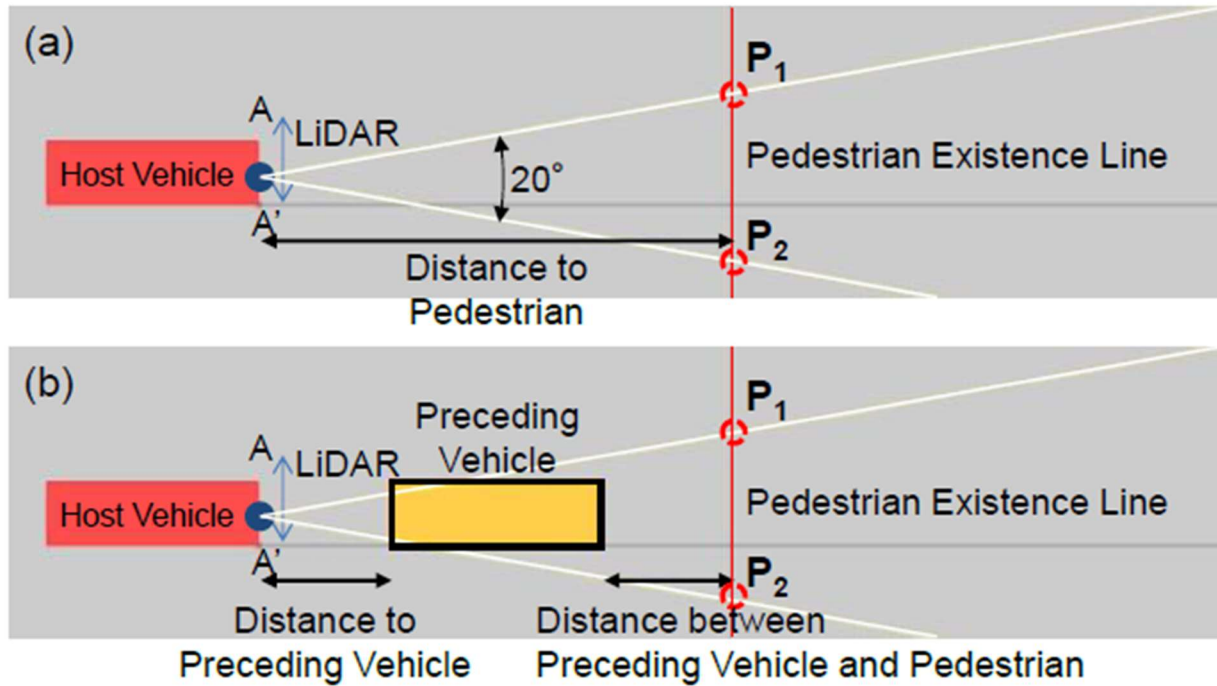 (a)
A
LiDAR
Host Vehicle
A'
20°
P1
Pedestrian Existence Line
P2
Distance to
Pedestrian
(b)
Preceding
Vehicle
A
LiDAR
Host Vehicle
A'
P1
Pedestrian Existence Line
P2
Distance to
Preceding Vehicle
Distance between
Preceding Vehicle and Pedestrian